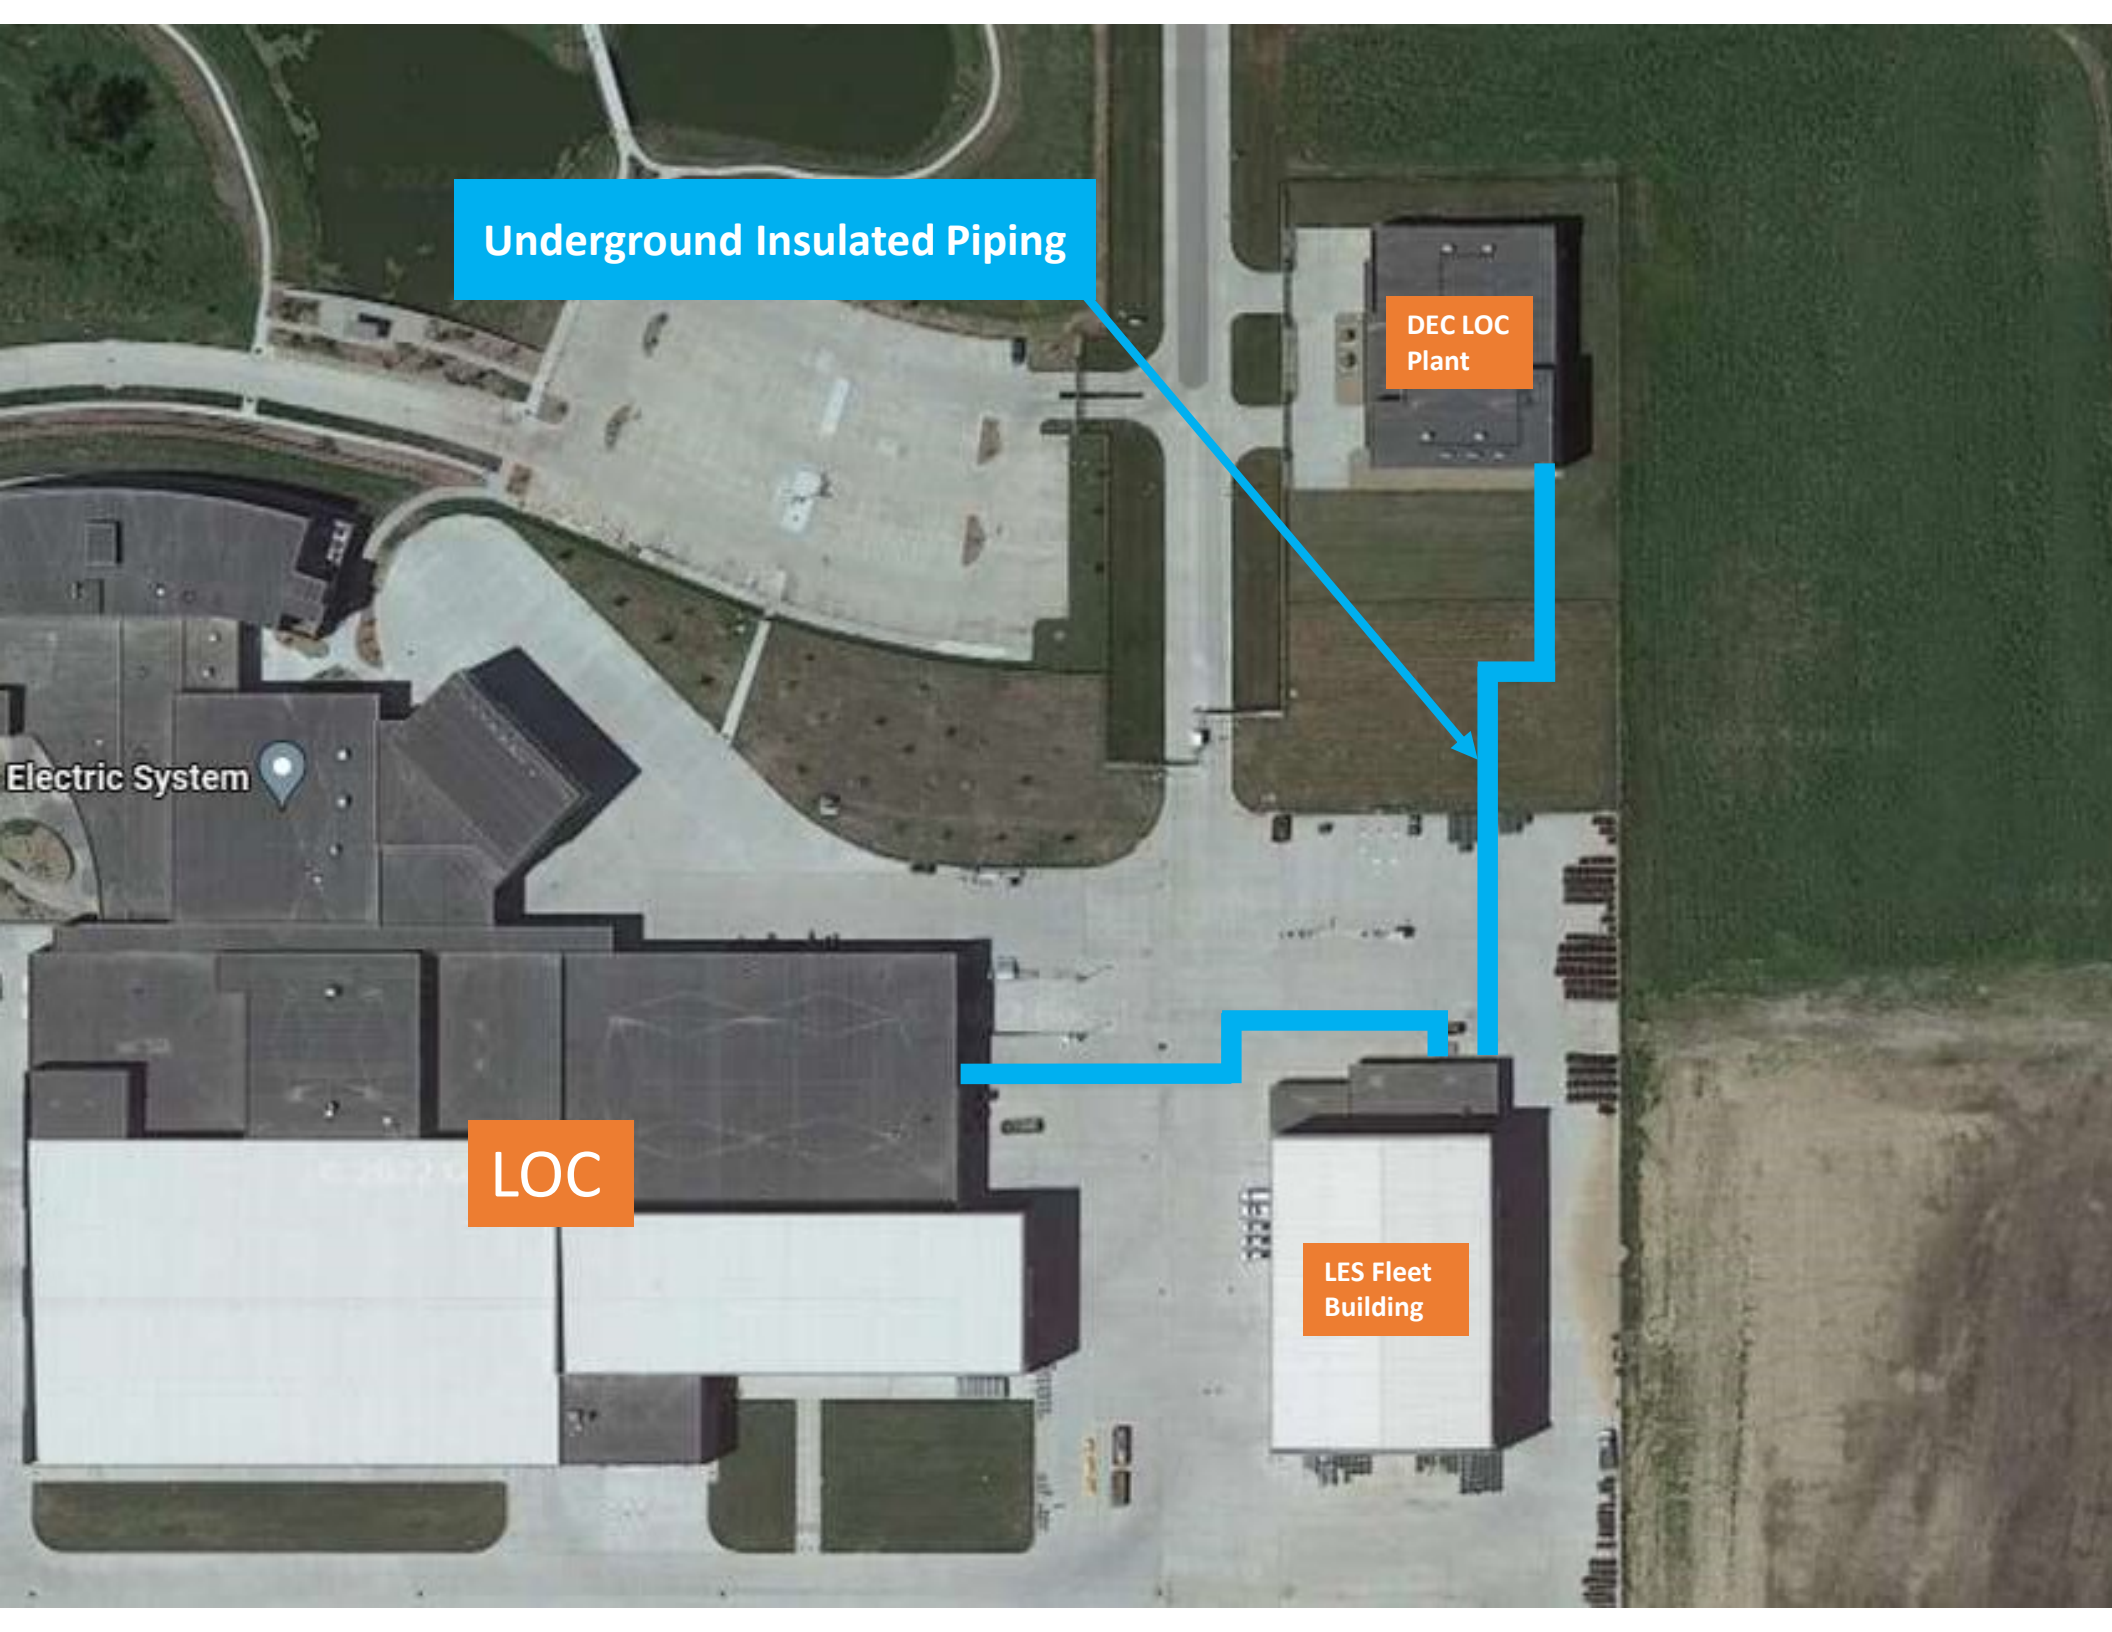 Underground Insulated Piping
DEC LOC
Plant
Electric System
LOC
LES Fleet
Building